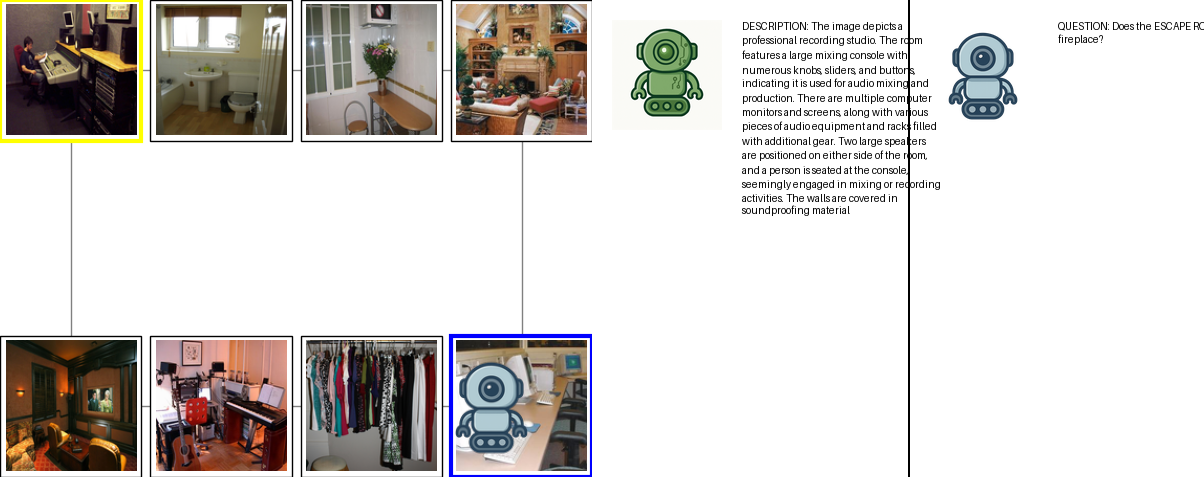 DESCRIPTION: The image depicts a
professional recording studio. The room
features a large mixing console with
numerous knobs, sliders, and buttons,
indicating it is used for audio mixing and
production. There are multiple computer
monitors and screens, along with various
pieces of audio equipment and racks filled
with additional gear. Two large speakers
are positioned on either side of the room,
and a person is seated at the console,
seemingly engaged in mixing or recording
activities. The walls are covered in
soundproofing material
QUESTION: Does the ESCAPE RO
fireplace?